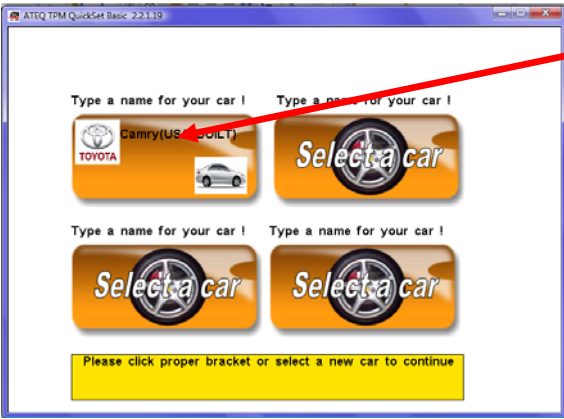 ATEQ TPM QuickSet Basic 2.2.1.19
Type a name for your car !
Type a name for your car !
TOYOTA
Camry(USA BUILT)
Select a car
Type a name for your car !
Type a name for your car !
Select a car
Select a car
Please click proper bracket or select a new car to continue